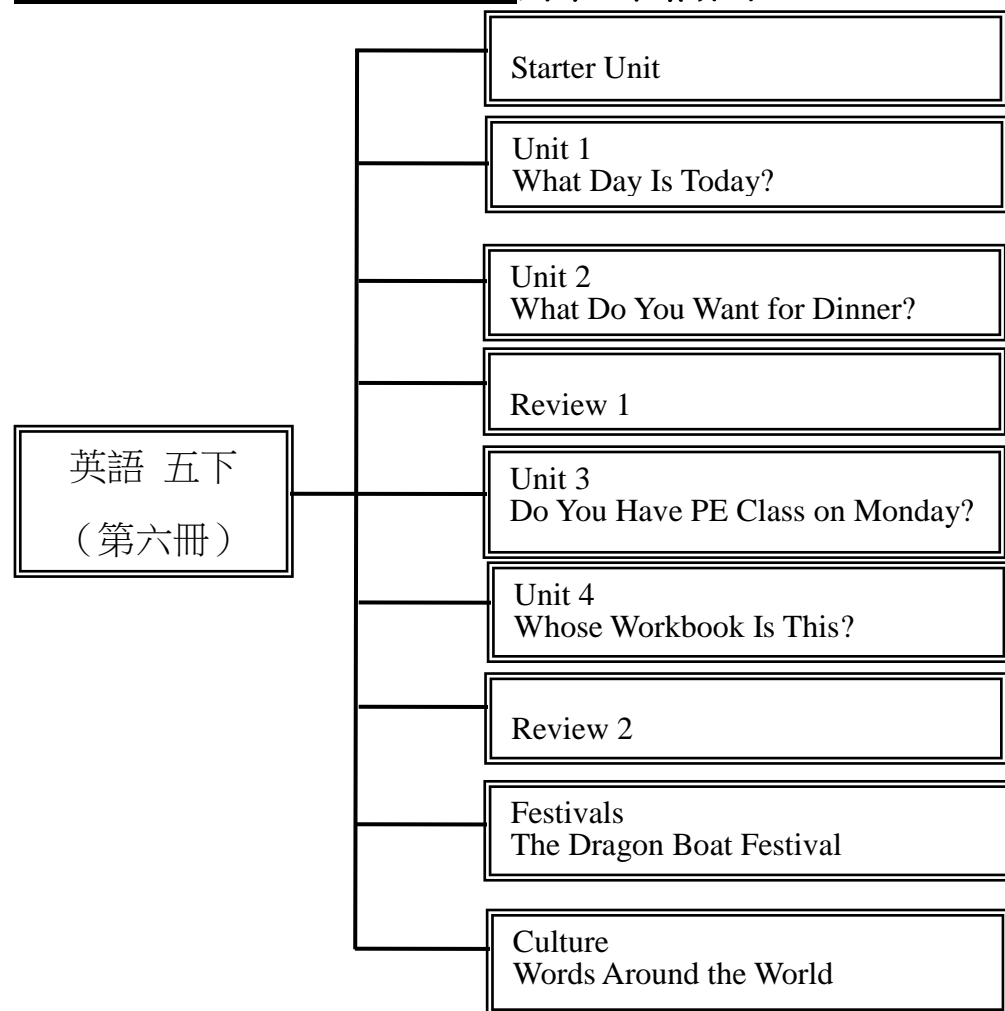 Starter Unit
Unit 1
What Day Is Today?
Unit 2
What Do You Want for Dinner?
Review 1
英語 五下
（第六冊）
Unit 3
Do You Have PE Class on Monday?
Unit 4
Whose Workbook Is This?
Review 2
Festivals
The Dragon Boat Festival
Culture
Words Around the World